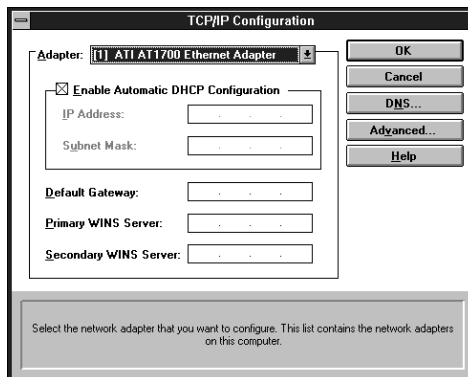 TCP/IP Configuration
Adapter: [1] ATI AT1700 Ethernet Adapter
Enable Automatic DHCP Configuration
IP Address:
Subnet Mask:
Default Gateway:
Primary WINS Server:
Secondary WINS Server:
OK
Cancel
DNS...
Advanced...
Help
Select the network adapter that you want to configure. This list contains the network adapters
on this computer.